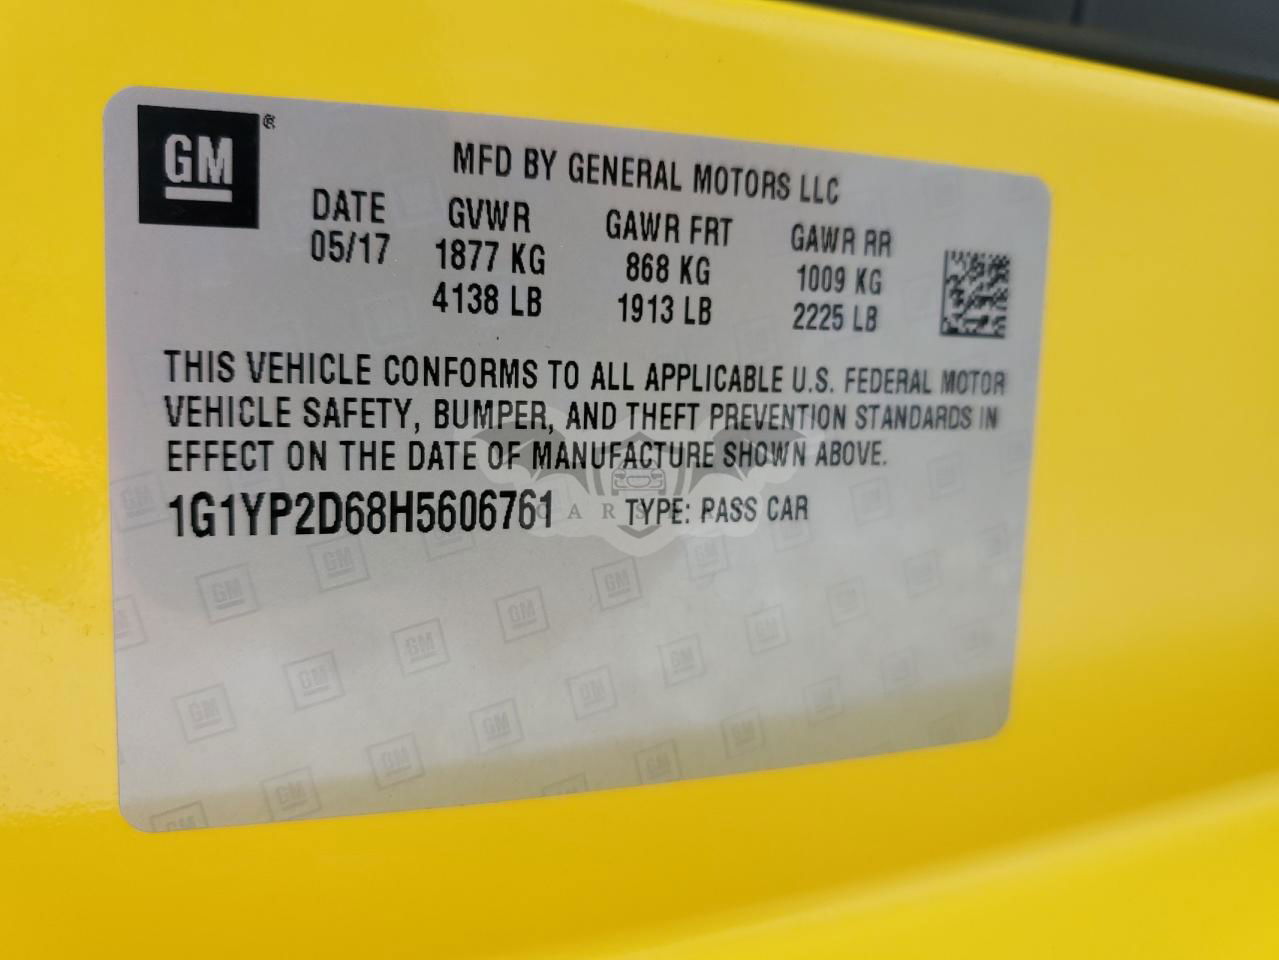 GM ®
MFD BY GENERAL MOTORS LLC
DATE GVWR GAWR FRT GAWR RR
05/17 1877 KG 868 KG 1009 KG
4138 LB 1913 LB 2225 LB
THIS VEHICLE CONFORMS TO ALL APPLICABLE U.S. FEDERAL MOTOR
VEHICLE SAFETY, BUMPER, AND THEFT PREVENTION STANDARDS IN
EFFECT ON THE DATE OF MANUFACTURE SHOWN ABOVE.
1G1YP2D68H5606761 TYPE: PASS CAR